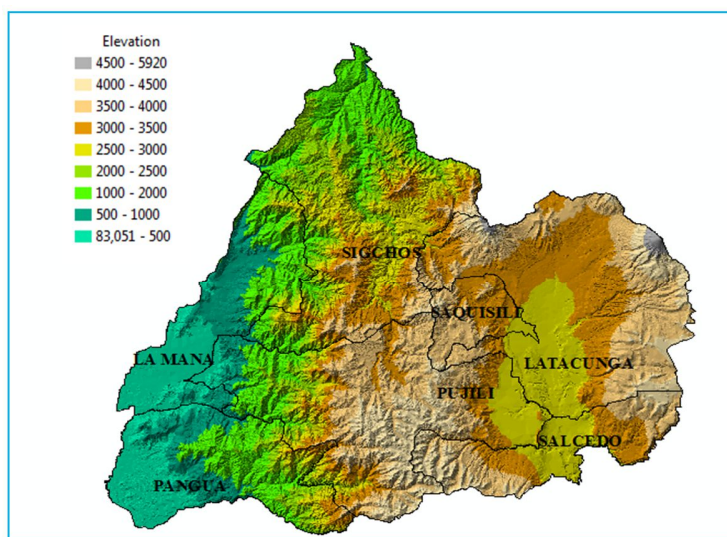 Elevation
4500 - 5920
4000 - 4500
3500 - 4000
3000 - 3500
2500 - 3000
2000 - 2500
1000 - 2000
500 - 1000
83,051 - 500
SIGCHOS
SAQUISILI
LA MANA
LATACUNGA
PUJILI
SALCEDO
PANGUA